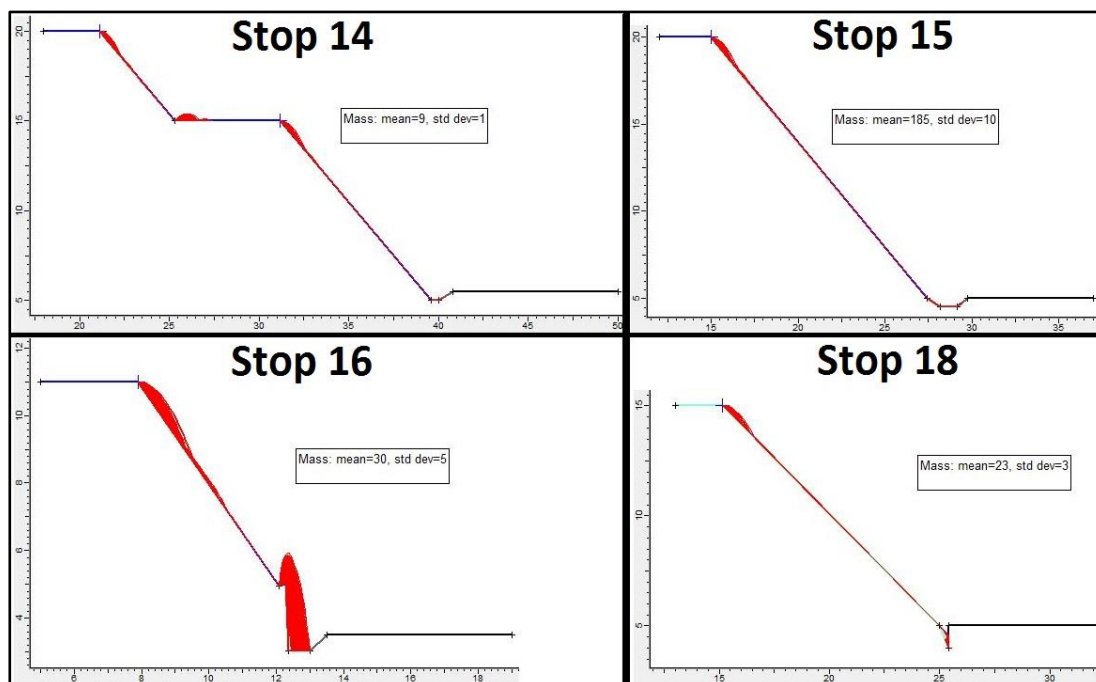 Stop 14
20
15
10
5
Mass: mean=9, std dev=1
20 25 30 35 40 45 50
Stop 15
20
15
10
5
Mass: mean=185, std dev=10
15 20 25 30 35
Stop 16
12
10
8
6
4
Mass: mean=30, std dev=5
6 8 10 12 14 16 18
Stop 18
15
10
5
Mass: mean=23, std dev=3
15 20 25 30